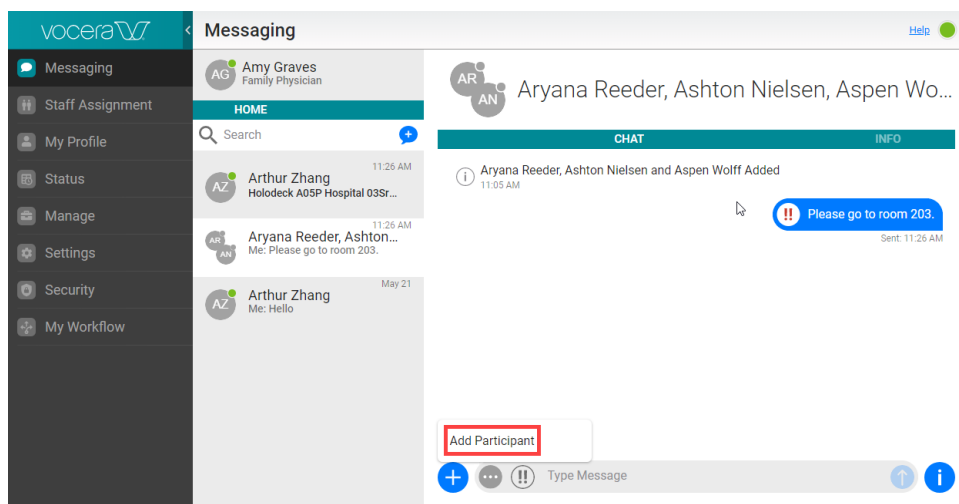 vocera
Messaging
Help
Messaging
Staff Assignment
My Profile
Status
Manage
Settings
Security
My Workflow
AG
Amy Graves
Family Physician
HOME
Search
11:26 AM
AZ
Arthur Zhang
Holodeck A05P Hospital 03Sr...
11:26 AM
AR
AN
Aryana Reeder, Ashton...
Me: Please go to room 203.
May 21
AZ
Arthur Zhang
Me: Hello
AR
AN
Aryana Reeder, Ashton Nielsen, Aspen Wo...
CHAT
INFO
Aryana Reeder, Ashton Nielsen and Aspen Wolff Added
11:05 AM
!! Please go to room 203.
Sent: 11:26 AM
Add Participant
!!
Type Message